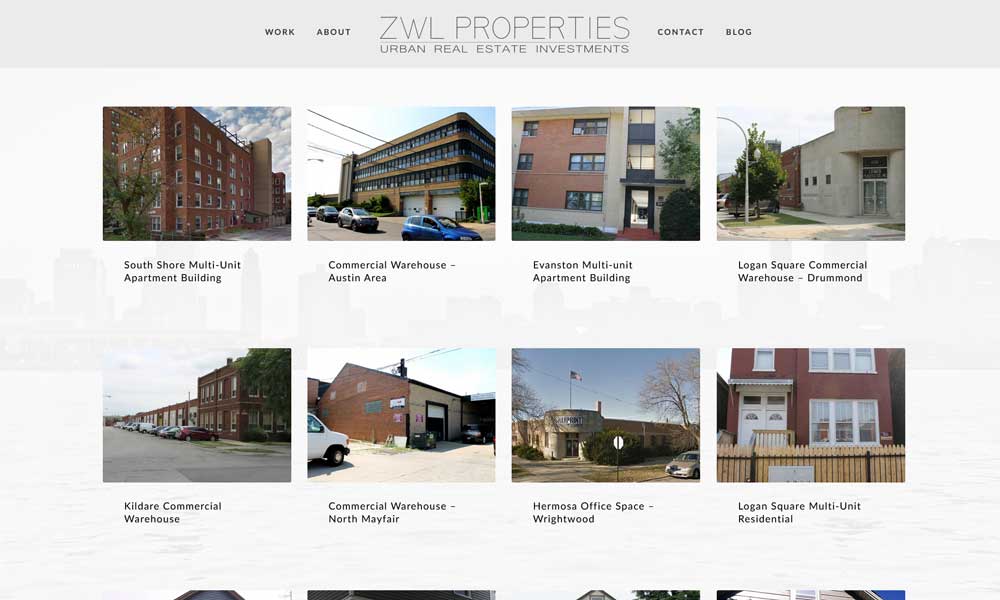 WORK
ABOUT
ZWL PROPERTIES
URBAN REAL ESTATE INVESTMENTS
CONTACT
BLOG
South Shore Multi-Unit
Apartment Building
Commercial Warehouse –
Austin Area
Evanston Multi-unit
Apartment Building
Logan Square Commercial
Warehouse – Drummond
Kildare Commercial
Warehouse
Commercial Warehouse –
North Mayfair
Hermosa Office Space –
Wrightwood
Logan Square Multi-Unit
Residential